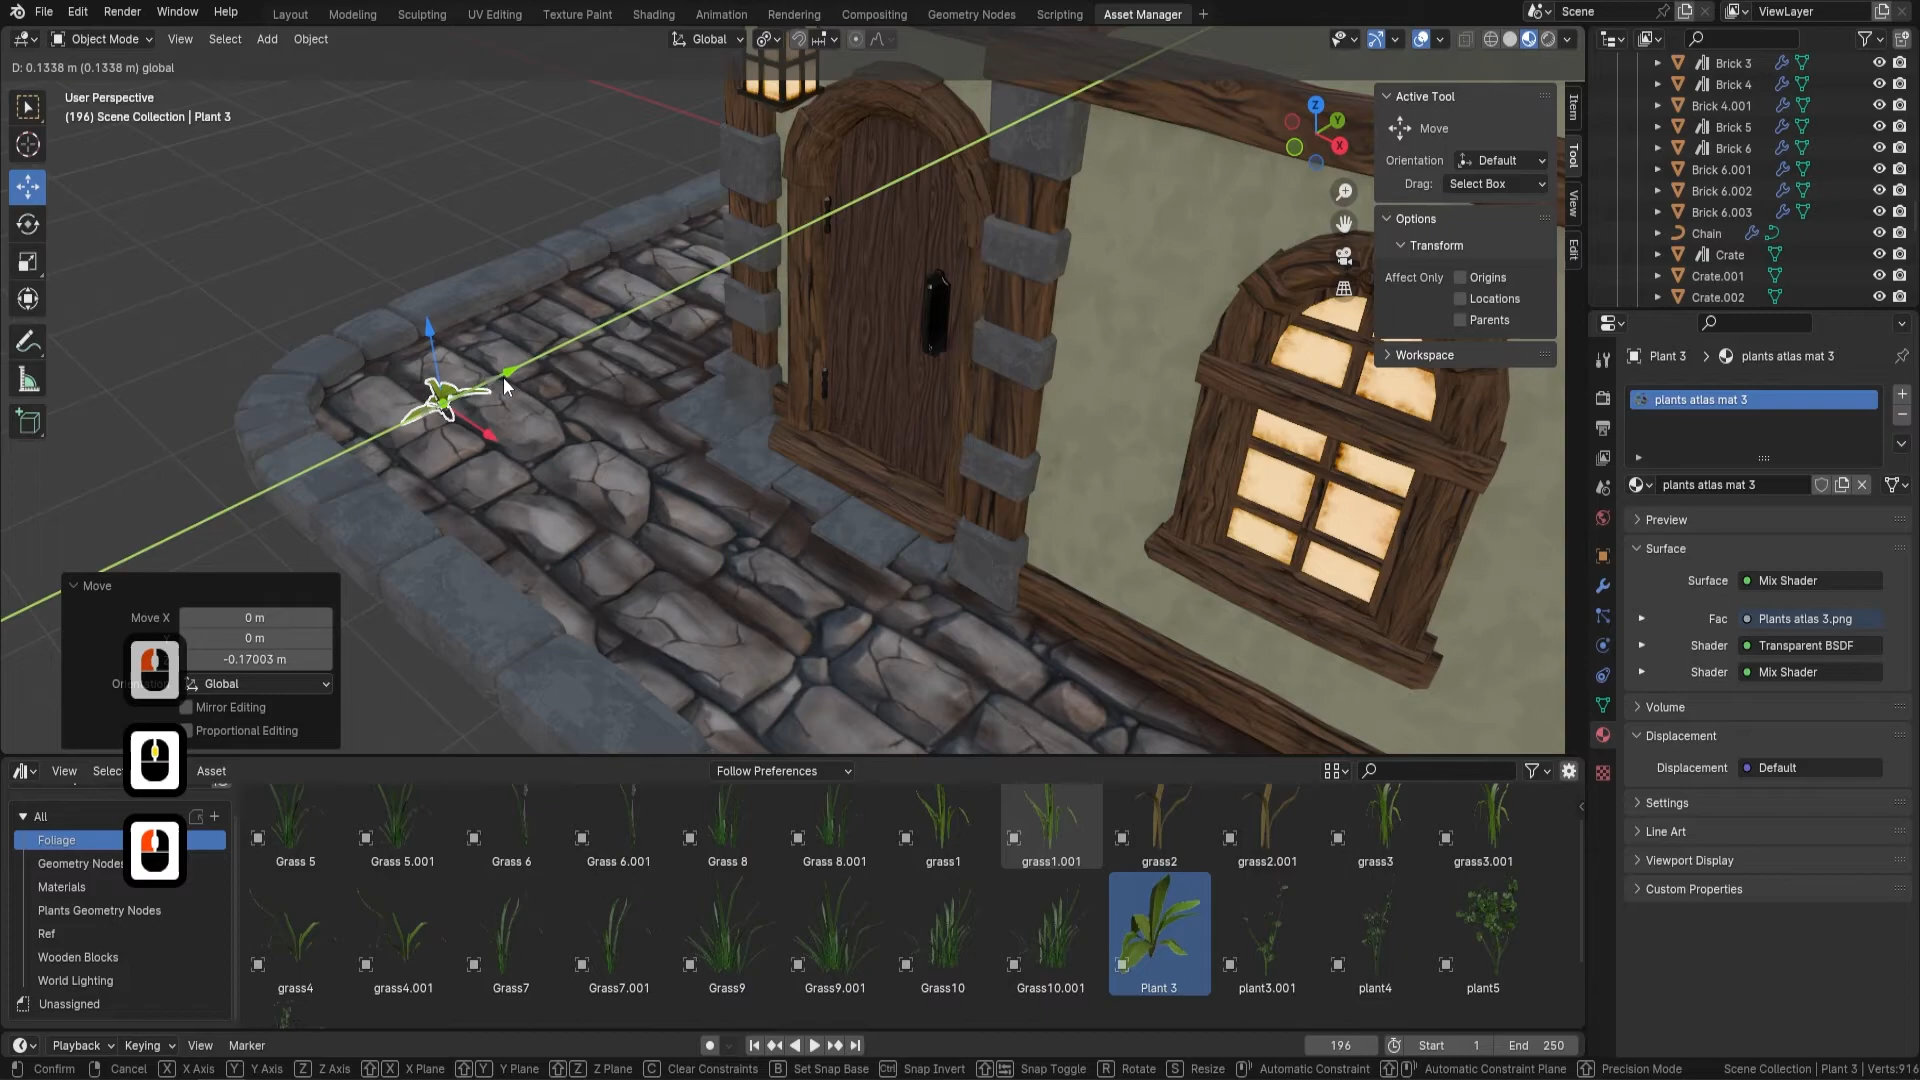 File Edit Render Window Help
Layout Modeling Sculpting UV Editing Texture Paint Shading Animation Rendering Compositing Geometry Nodes Scripting Asset Manager +
Scene ViewLayer
Object Mode View Select Add Object Global
D: 0.1338 m (0.1338 m) global
User Perspective
(196) Scene Collection | Plant 3
Z
Y
X
Item
Tool
View
Edit
Active Tool
Move
Orientation Default
Drag: Select Box
Options
Transform
Affect Only Origins
Locations
Parents
Workspace
Brick 3
Brick 4
Brick 4.001
Brick 5
Brick 6
Brick 6.001
Brick 6.002
Brick 6.003
Chain
Crate
Crate.001
Crate.002
Plant 3 plants atlas mat 3
plants atlas mat 3
plants atlas mat 3
Preview
Surface
Surface Mix Shader
Fac Plants atlas 3.png
Shader Transparent BSDF
Shader Mix Shader
Volume
Displacement
Displacement Default
Settings
Line Art
Viewport Display
Custom Properties
Move
Move X 0 m
0 m
-0.17003 m
Global
Mirror Editing
Proportional Editing
View Asset Follow Preferences
All
Foliage
Geometry Nodes
Materials
Plants Geometry Nodes
Ref
Wooden Blocks
World Lighting
Unassigned
Grass 5 Grass 5.001 Grass 6 Grass 6.001 Grass 8 Grass 8.001 grass1 grass1.001 grass2 grass2.001 grass3 grass3.001
grass4 grass4.001 Grass7 Grass7.001 Grass9 Grass9.001 Grass10 Grass10.001 Plant 3 plant3.001 plant4 plant5
Playback Keying View Marker 196 Start 1 End 250
Confirm Cancel X X Axis Y Y Axis Z Z Axis X X Plane Y Y Plane Z Z Plane C Clear Constraints B Set Snap Base Ctrl Snap Invert Snap Toggle R Rotate S Resize Automatic Constraint Automatic Constraint Plane Precision Mode Scene Collection | Plant 3 | Verts:916